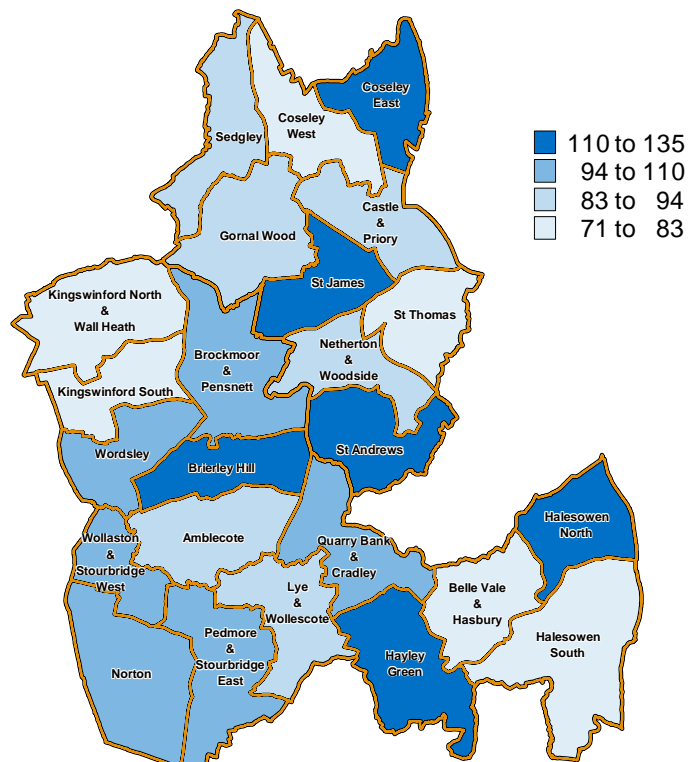 Coseley
East
Coseley
West
Sedgley
Castle
&
Priory
Gornal Wood
St James
Kingswinford North
&
Wall Heath
St Thomas
Netherton
&
Woodside
Brockmoor
&
Pensnett
Kingswinford South
Wordsley
St Andrews
Brierley Hill
Wollaston
&
Stourbridge
West
Amblecote
Quarry Bank
&
Cradley
Halesowen
North
Lye
&
Wollescote
Belle Vale
&
Hasbury
Pedmore
&
Stourbridge
East
Halesowen
South
Hayley
Green
Norton
110 to 135
94 to 110
83 to 94
71 to 83